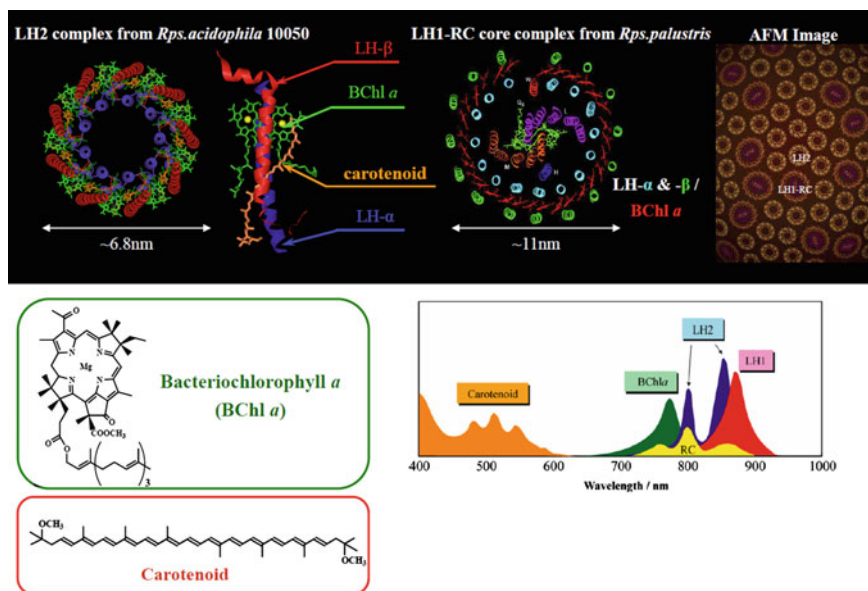 LH2 complex from Rps.acidophila 10050
LH1-RC core complex from Rps.palustris
AFM Image
LH-β
BChl a
carotenoid
LH-α
~6.8nm
H
L
M
LH-α & -β /
BChl a
~11nm
LH2
LH1-RC
O
N
N
Mg
N
N
O
COOCH3
O
O
3
Bacteriochlorophyll a
(BChl a)
OCH3
OCH3
Carotenoid
Carotenoid
BChla
LH2
LH1
RC
400
500
600
700
800
900
1000
Wavelength / nm